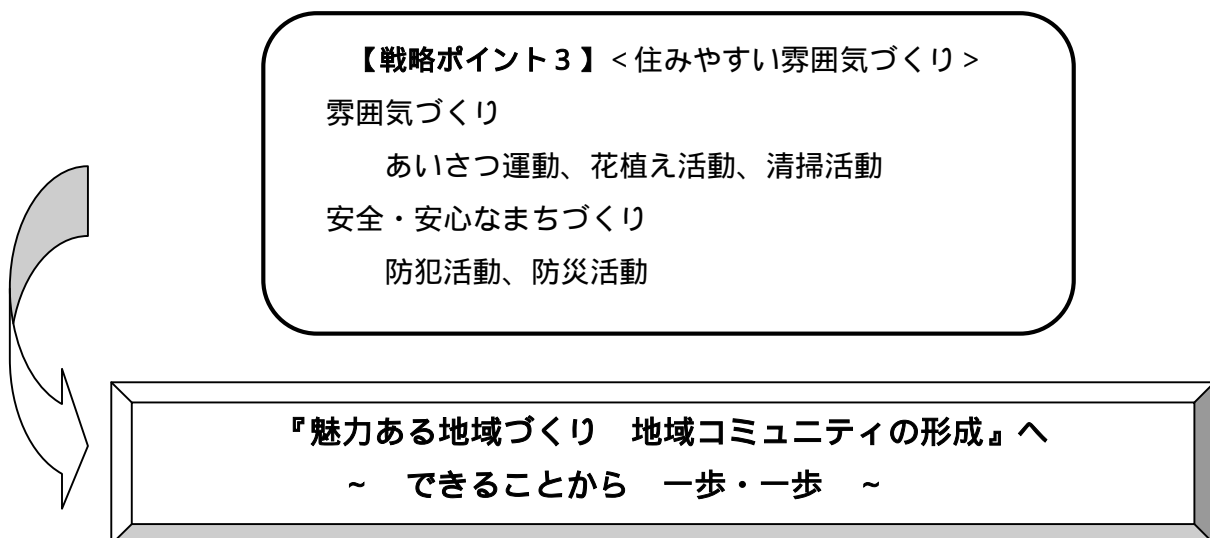 【戦略ポイント3】<住みやすい雰囲気づくり>
雰囲気づくり
あいさつ運動、花植え活動、清掃活動
安全・安心なまちづくり
防犯活動、防災活動
『魅力ある地域づくり 地域コミュニティの形成』へ
~ できることから 一歩・一歩 ~